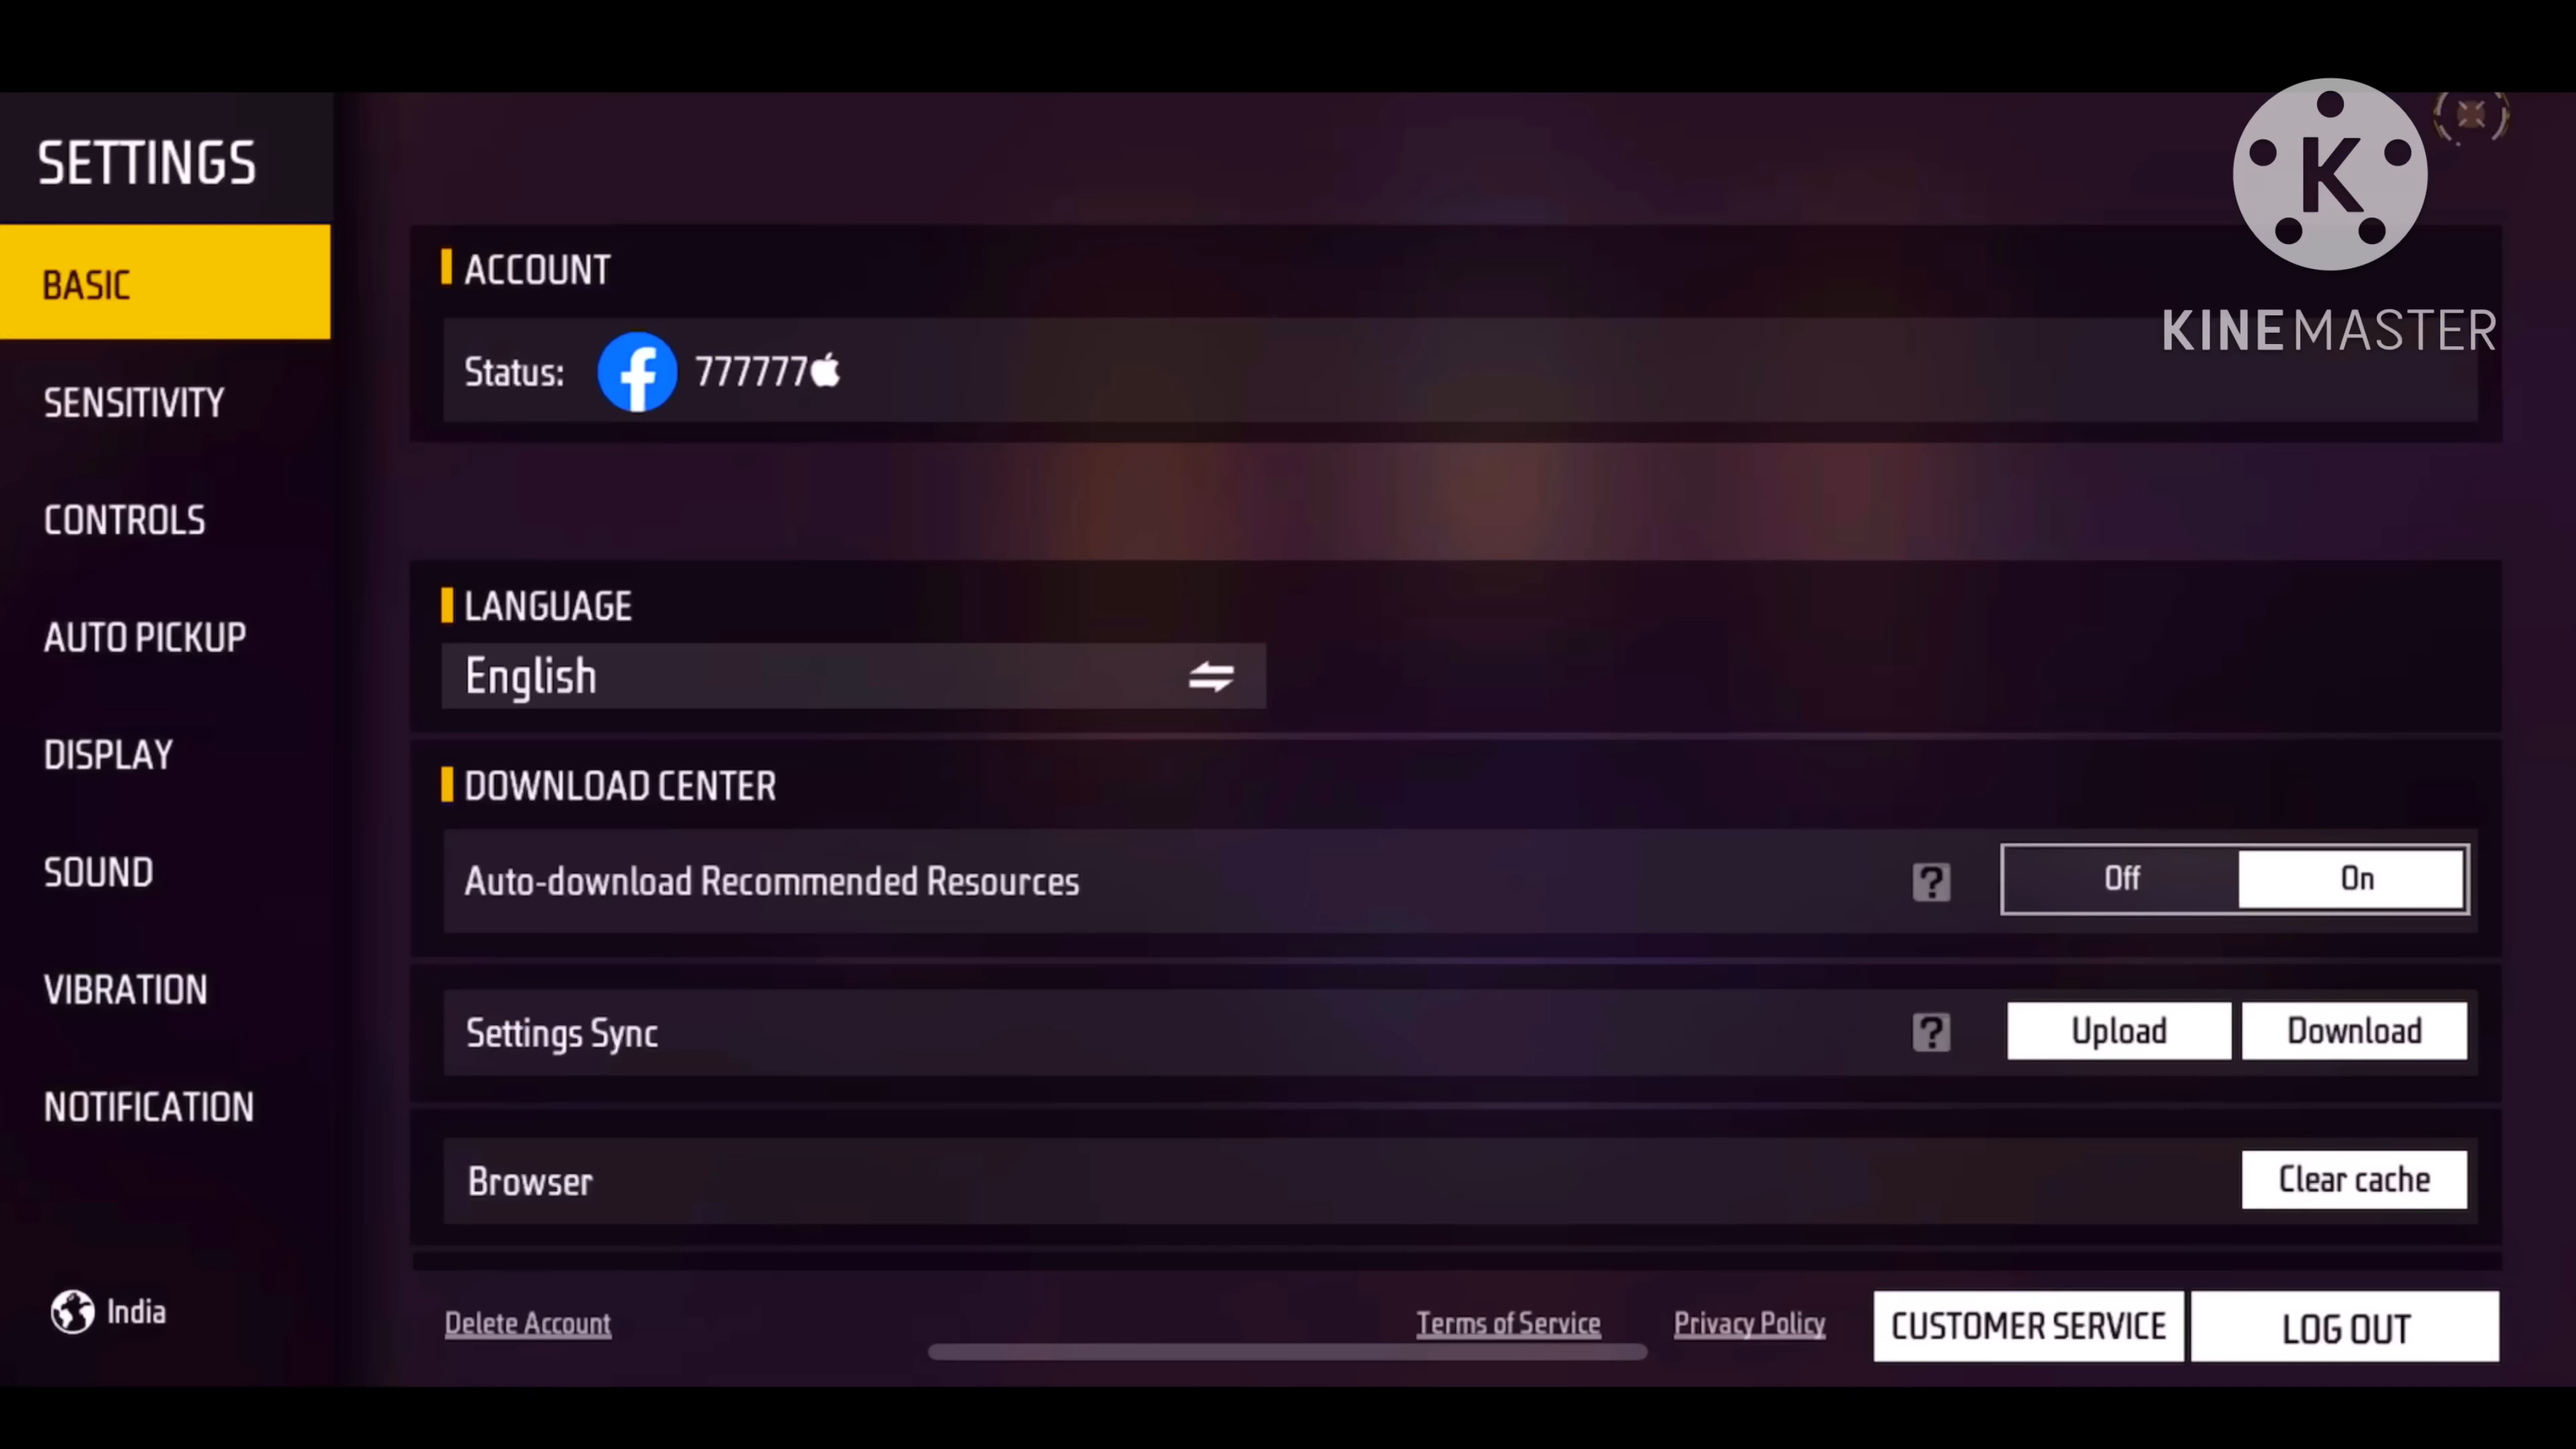 SETTINGS
BASIC
SENSITIVITY
CONTROLS
AUTO PICKUP
DISPLAY
SOUND
VIBRATION
NOTIFICATION
India
K
KINEMASTER
ACCOUNT
Status: f 777777
LANGUAGE
English
DOWNLOAD CENTER
Auto-download Recommended Resources ? Off On
Settings Sync ? Upload Download
Browser Clear cache
Delete Account Terms of Service Privacy Policy CUSTOMER SERVICE LOG OUT